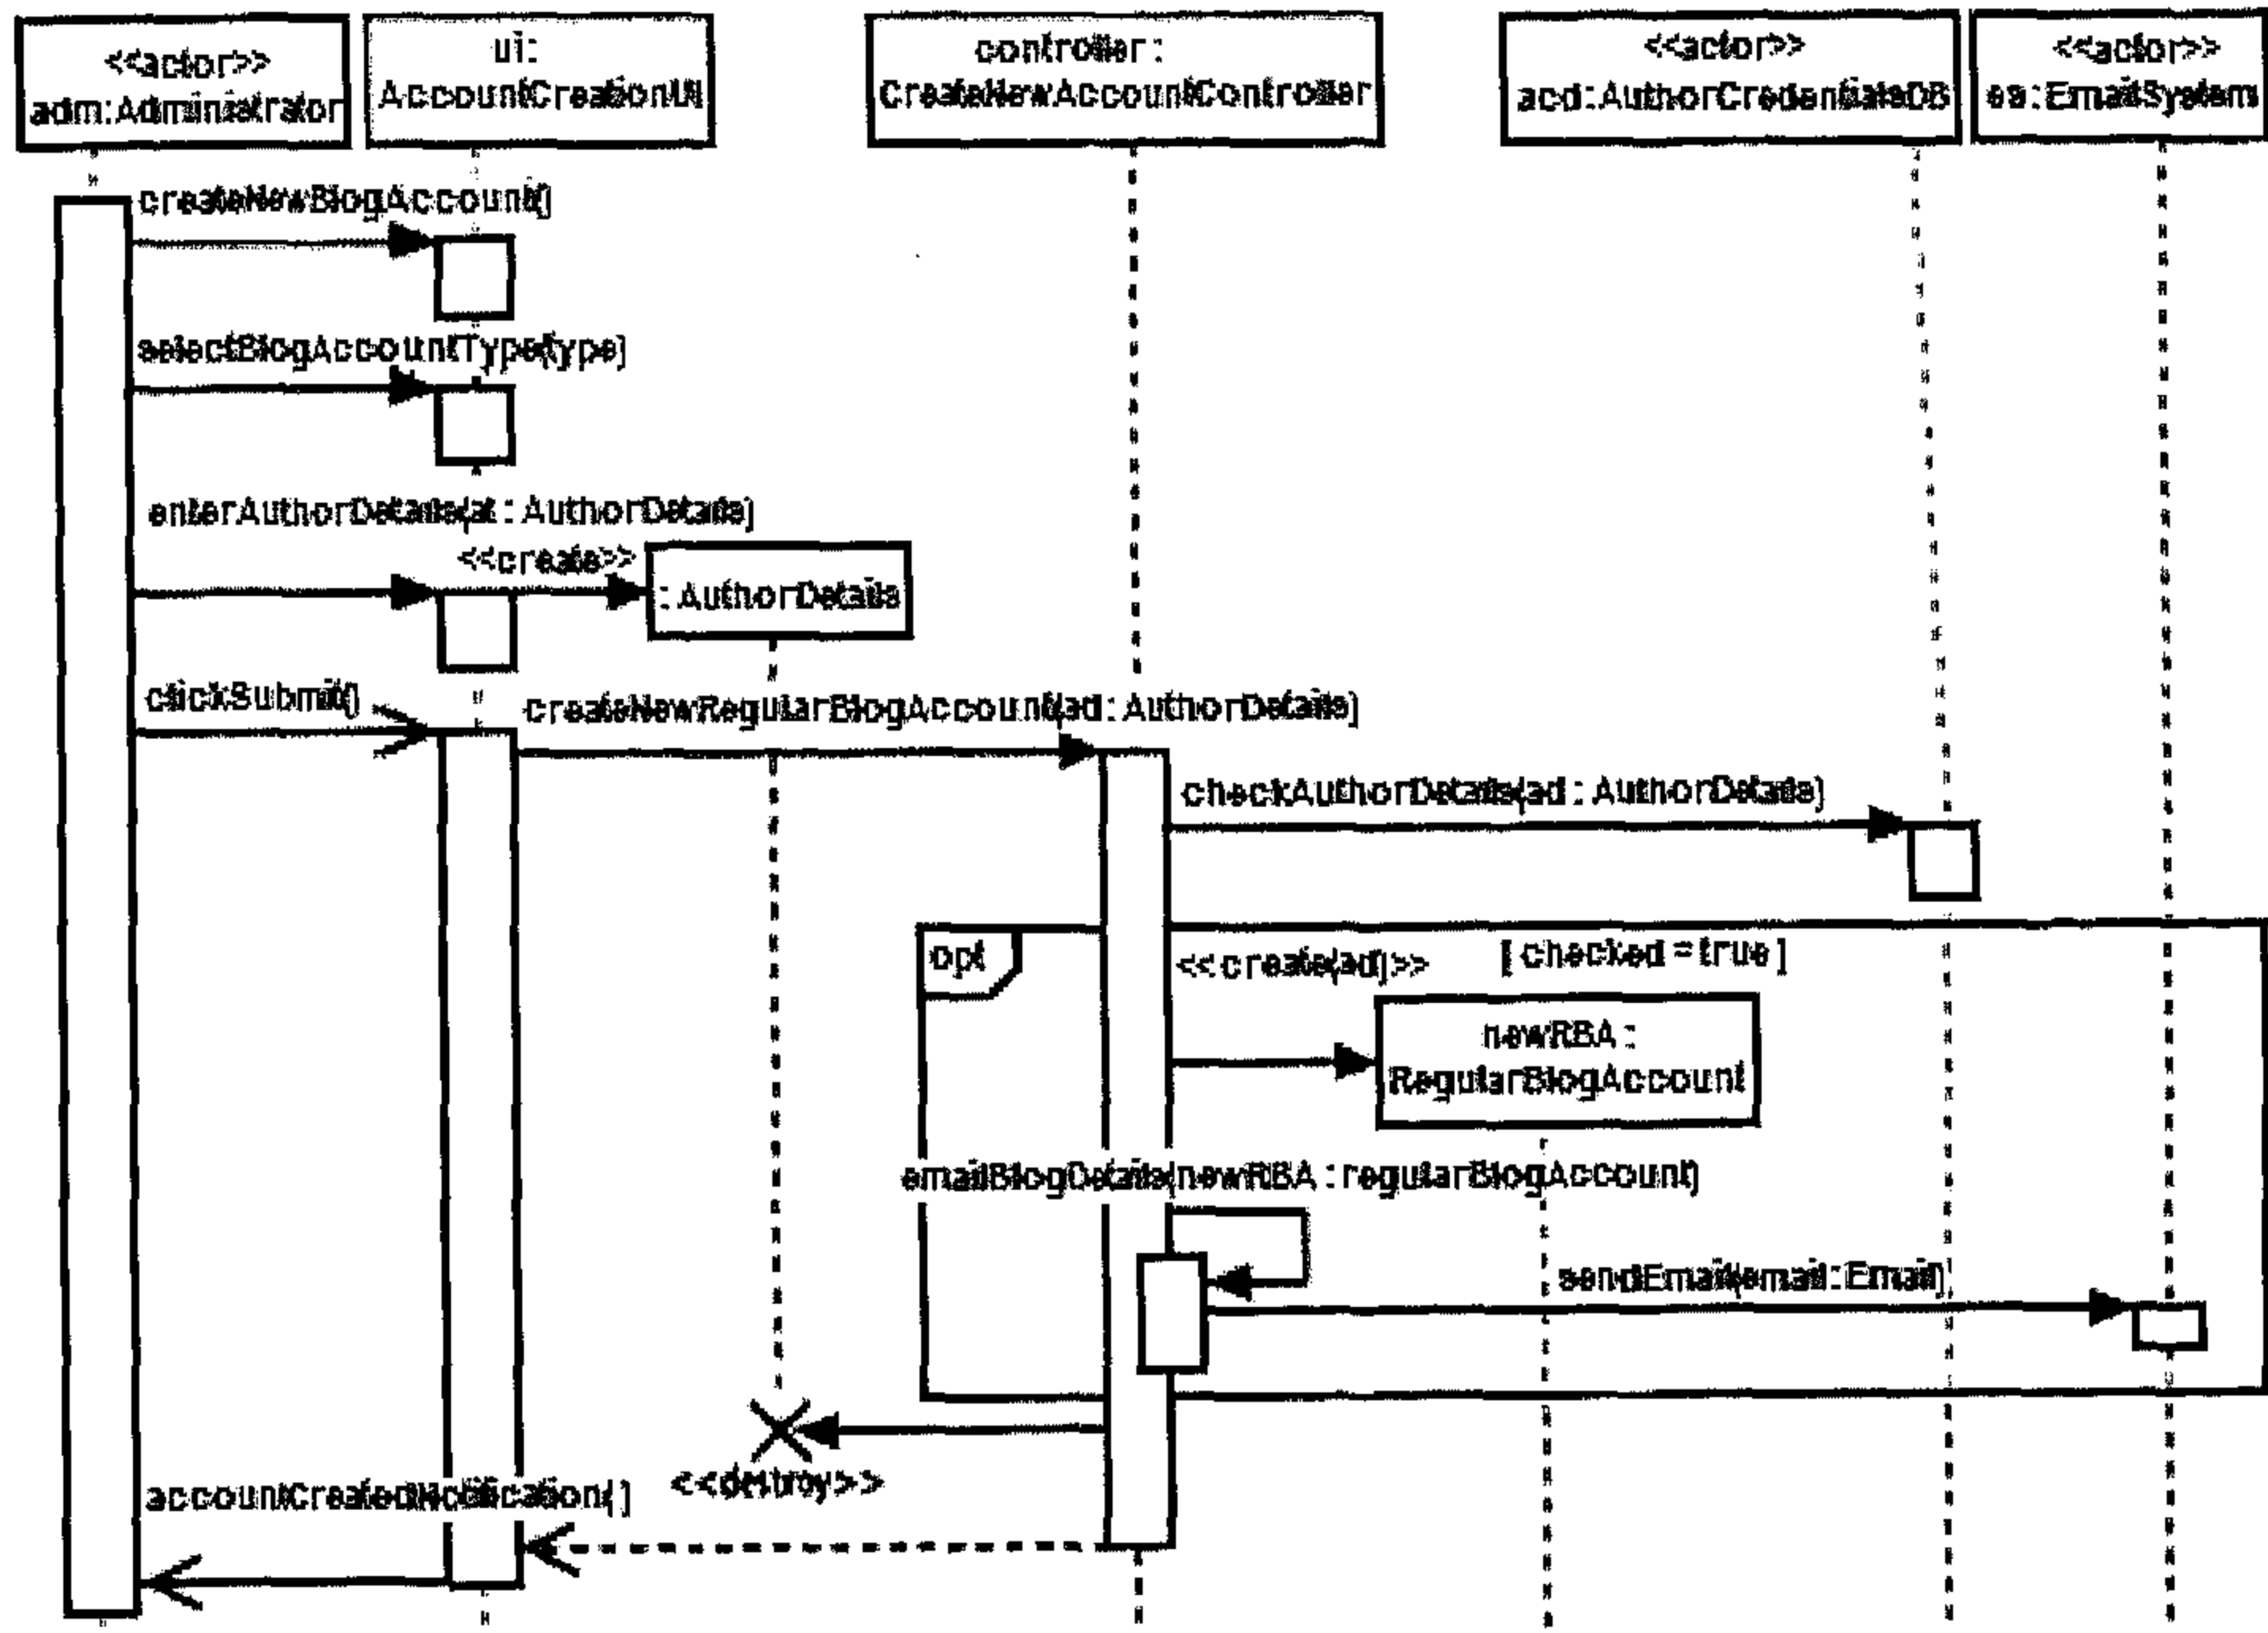 <<actor>>
adm:Administrator
ui:
AccountCreationUI
controller:
CreateNewAccountController
<<actor>>
acd:AuthorCredentialsDB
<<actor>>
es:EmailSystem
createNewBlogAccount()
selectBlogAccountType(type)
enterAuthorDetails(at:AuthorDetails)
<<create>>
:AuthorDetails
clickSubmit()
createNewRegularBlogAccount(ad:AuthorDetails)
checkAuthorDetails(ad:AuthorDetails)
opt
<<create(ad)>>
[checked=true]
newRBA:
RegularBlogAccount
emailBlogDetails(newRBA:regularBlogAccount)
sendEmail(email:Email)
<<destroy>>
accountCreatedNotification()